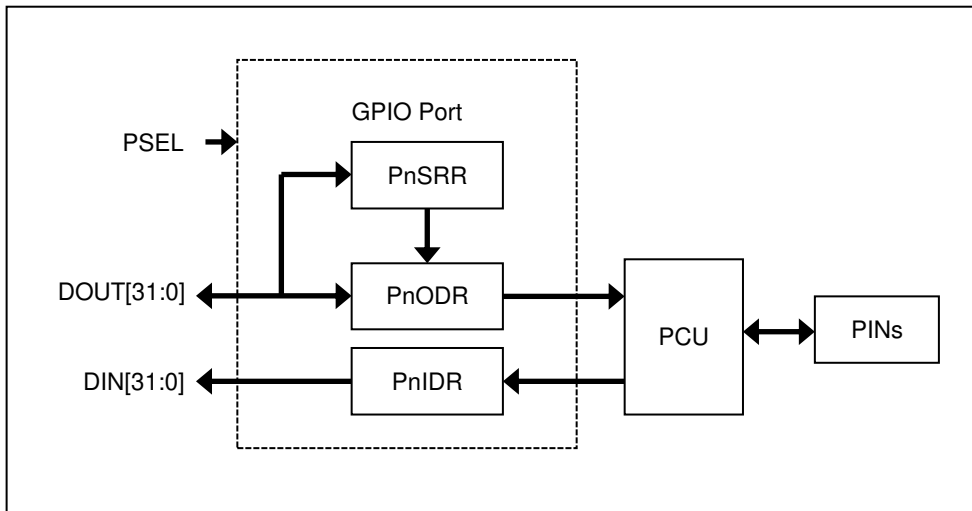 GPIO Port
PSEL
PnSRR
DOUT[31:0]
PnODR
PCU
PINs
DIN[31:0]
PnIDR